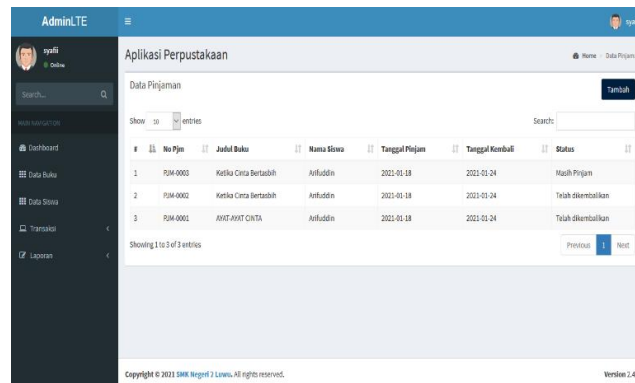 AdminLTE
sya
syafii
Online
Aplikasi Perpustakaan
Home > Data Pinjam
Search...
Data Pinjaman
Tambah
MAIN NAVIGATION
Show 10 entries
Search:
Dashboard
# No Pjm Judul Buku Nama Siswa Tanggal Pinjam Tanggal Kembali Status
Data Buku
1 PJM-0003 Ketika Cinta Bertasbih Arifuddin 2021-01-18 2021-01-24 Masih Pinjam
Data Siswa
2 PJM-0002 Ketika Cinta Bertasbih Arifuddin 2021-01-18 2021-01-24 Telah dikembalikan
Transaksi
3 PJM-0001 AYAT-AYAT CINTA Arifuddin 2021-01-18 2021-01-24 Telah dikembalikan
Laporan
Showing 1 to 3 of 3 entries
Previous 1 Next
Copyright © 2021 SMK Negeri 2 Luwu. All rights reserved.
Version 2.4